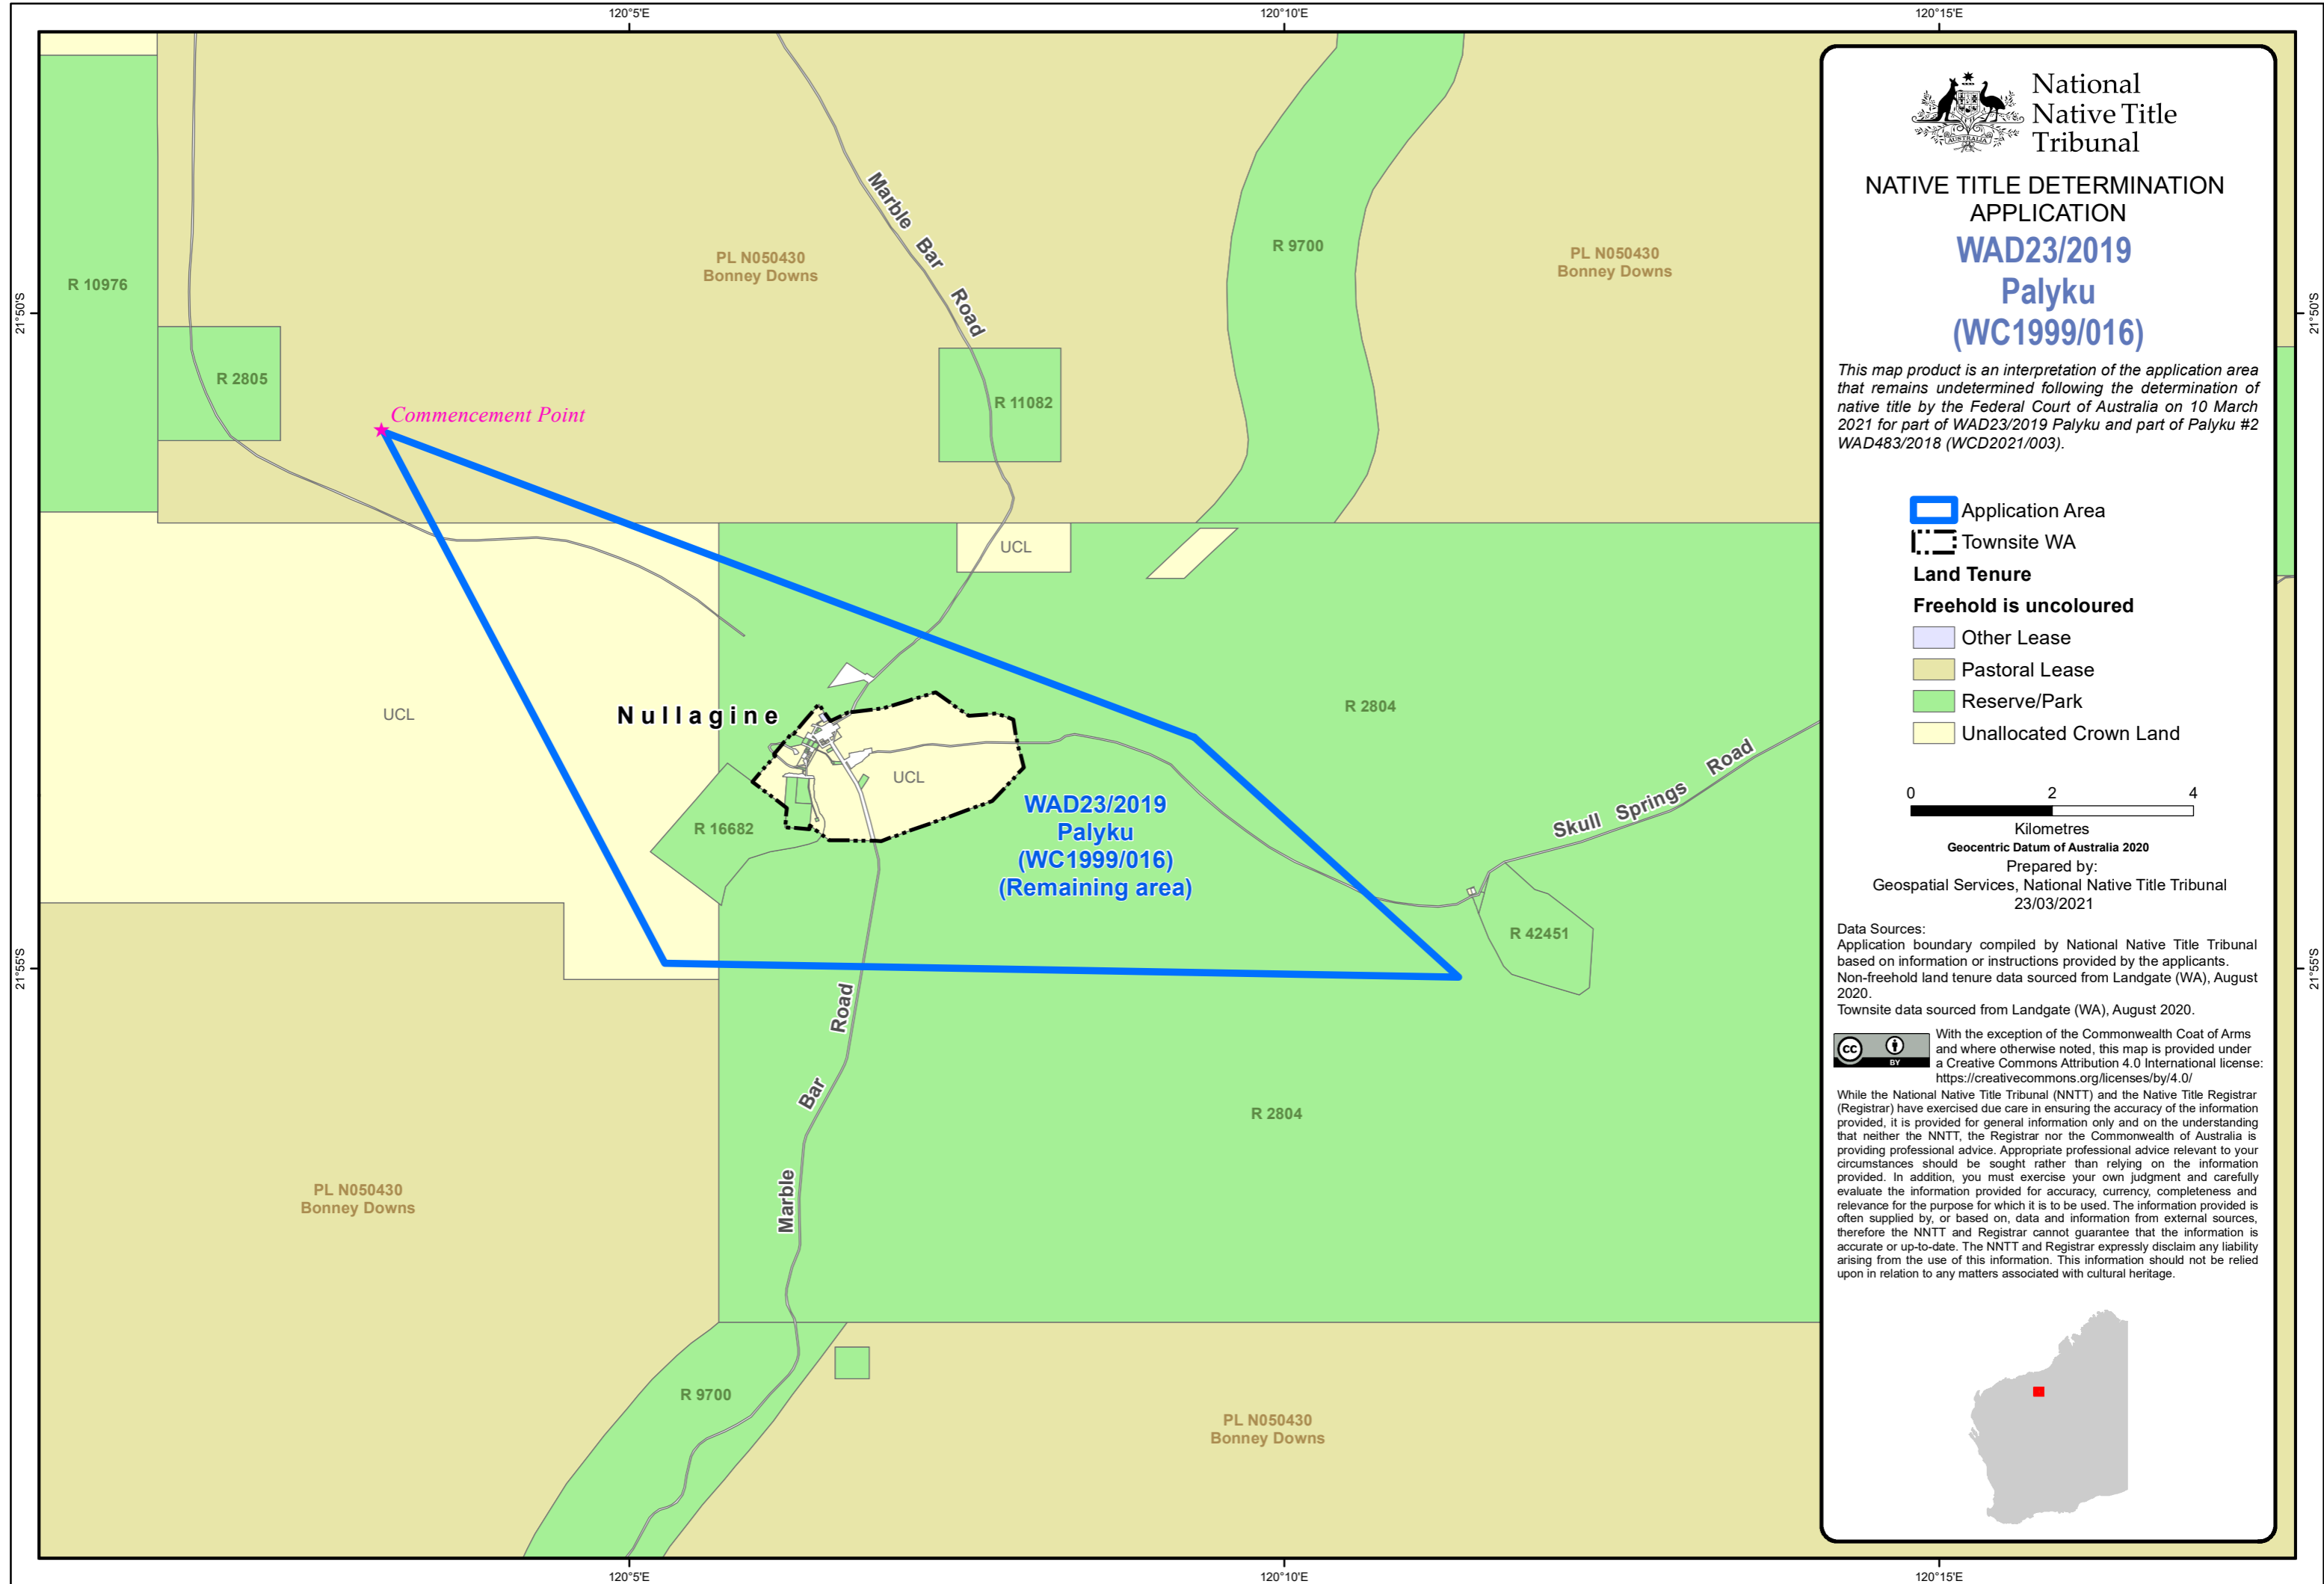 120°5'E
120°10'E
120°15'E
21°50'S
21°50'S
21°55'S
21°55'S
120°5'E
120°10'E
120°15'E
R 10976
R 2805
Commencement Point
PL N050430
Bonney Downs
Marble Bar Road
R 11082
R 9700
PL N050430
Bonney Downs
UCL
UCL
Nullagine
R 2804
UCL
R 16682
WAD23/2019
Palyku
(WC1999/016)
(Remaining area)
Skull Springs Road
R 42451
Marble Bar Road
R 2804
PL N050430
Bonney Downs
R 9700
PL N050430
Bonney Downs
AUSTRALIA
National
Native Title
Tribunal
NATIVE TITLE DETERMINATION
APPLICATION
WAD23/2019
Palyku
(WC1999/016)
This map product is an interpretation of the application area
that remains undetermined following the determination of
native title by the Federal Court of Australia on 10 March
2021 for part of WAD23/2019 Palyku and part of Palyku #2
WAD483/2018 (WCD2021/003).
Application Area
Townsite WA
Land Tenure
Freehold is uncoloured
Other Lease
Pastoral Lease
Reserve/Park
Unallocated Crown Land
0 2 4
Kilometres
Geocentric Datum of Australia 2020
Prepared by:
Geospatial Services, National Native Title Tribunal
23/03/2021
Data Sources:
Application boundary compiled by National Native Title Tribunal
based on information or instructions provided by the applicants.
Non-freehold land tenure data sourced from Landgate (WA), August
2020.
Townsite data sourced from Landgate (WA), August 2020.
cc BY
With the exception of the Commonwealth Coat of Arms
and where otherwise noted, this map is provided under
a Creative Commons Attribution 4.0 International license:
https://creativecommons.org/licenses/by/4.0/
While the National Native Title Tribunal (NNTT) and the Native Title Registrar
(Registrar) have exercised due care in ensuring the accuracy of the information
provided, it is provided for general information only and on the understanding
that neither the NNTT, the Registrar nor the Commonwealth of Australia is
providing professional advice. Appropriate professional advice relevant to your
circumstances should be sought rather than relying on the information
provided. In addition, you must exercise your own judgment and carefully
evaluate the information provided for accuracy, currency, completeness and
relevance for the purpose for which it is to be used. The information provided is
often supplied by, or based on, data and information from external sources,
therefore the NNTT and Registrar cannot guarantee that the information is
accurate or up-to-date. The NNTT and Registrar expressly disclaim any liability
arising from the use of this information. This information should not be relied
upon in relation to any matters associated with cultural heritage.